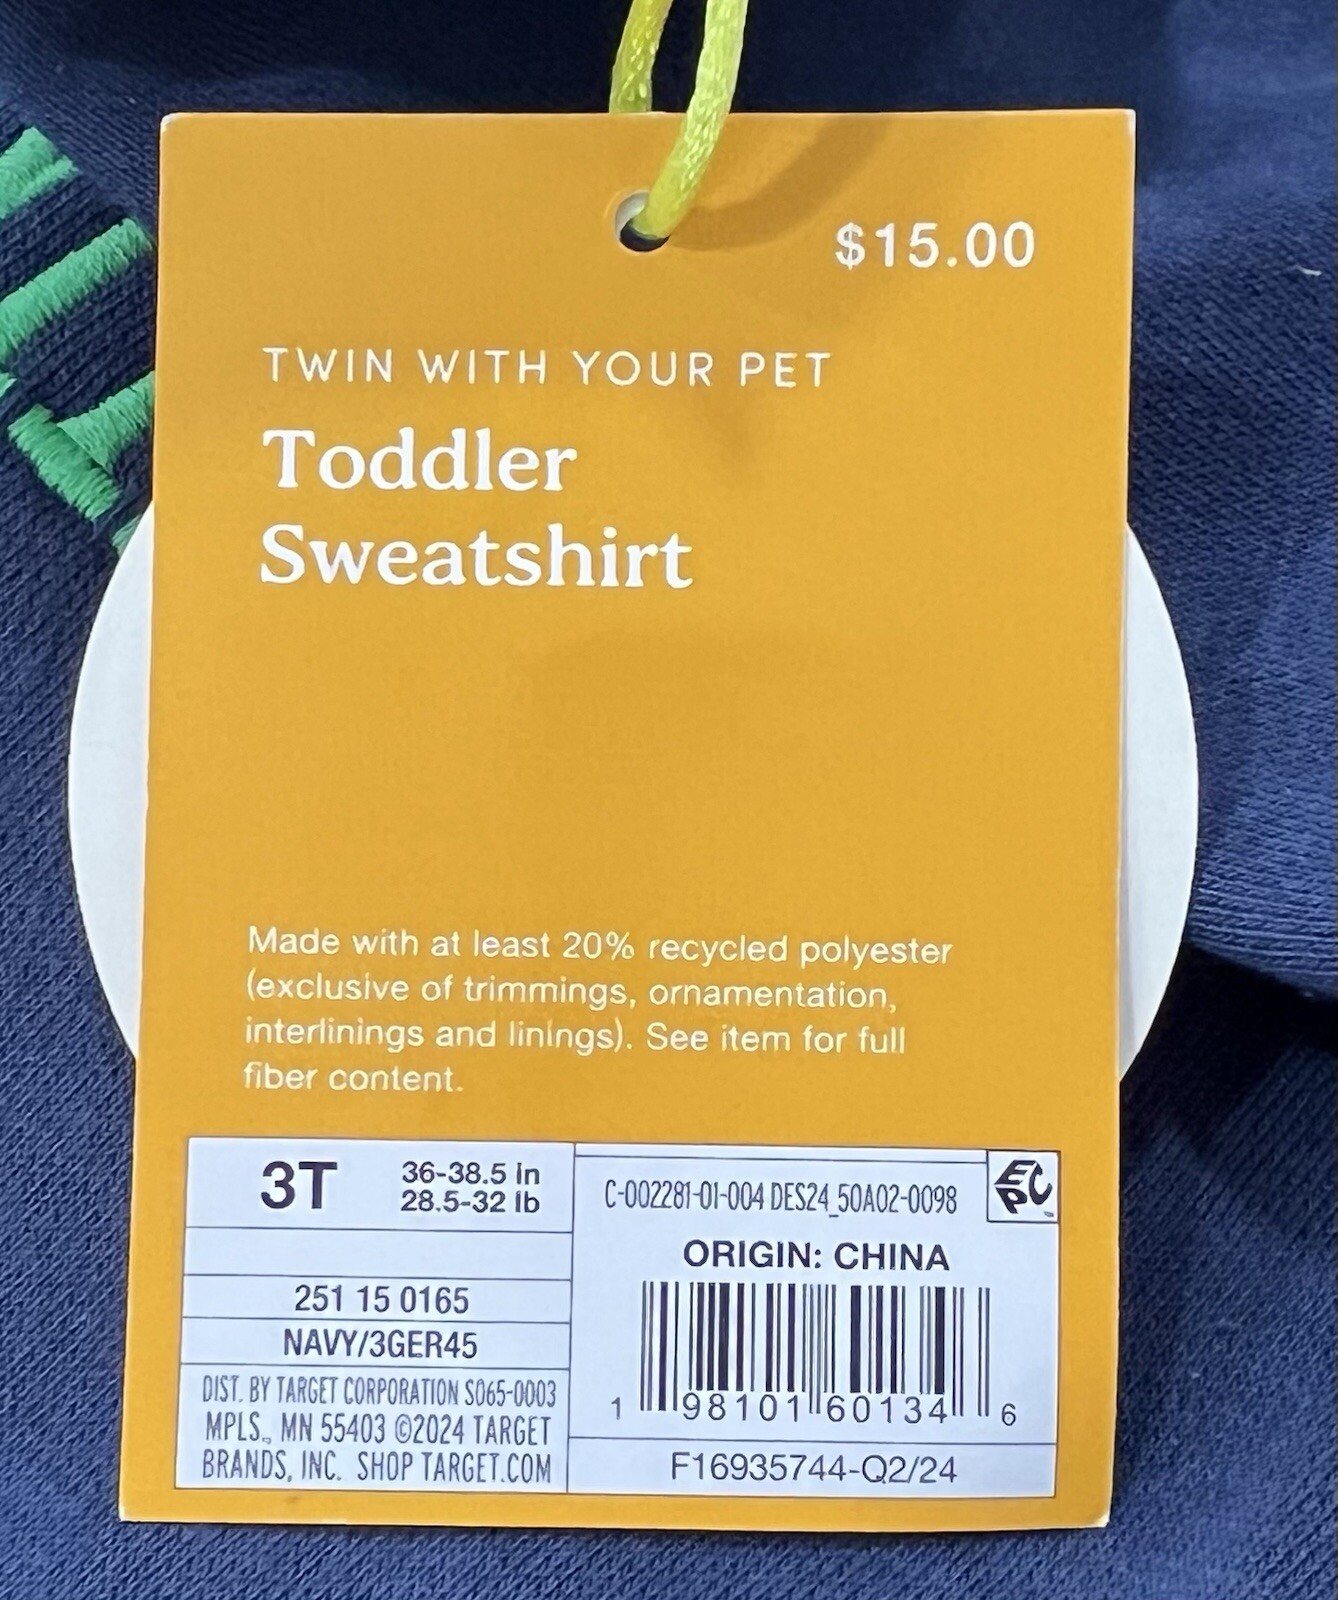 $15.00
TWIN WITH YOUR PET
Toddler
Sweatshirt
Made with at least 20% recycled polyester
(exclusive of trimmings, ornamentation,
interlinings and linings). See item for full
fiber content.
3T
36-38.5 in
28.5-32 lb
251 15 0165
NAVY/3GER45
DIST. BY TARGET CORPORATION S065-0003
MPLS., MN 55403 ©2024 TARGET
BRANDS, INC. SHOP TARGET.COM
C-002281-01-004 DES24_50A02-0098
EPC
ORIGIN: CHINA
1 98101 60134 6
F16935744-Q2/24